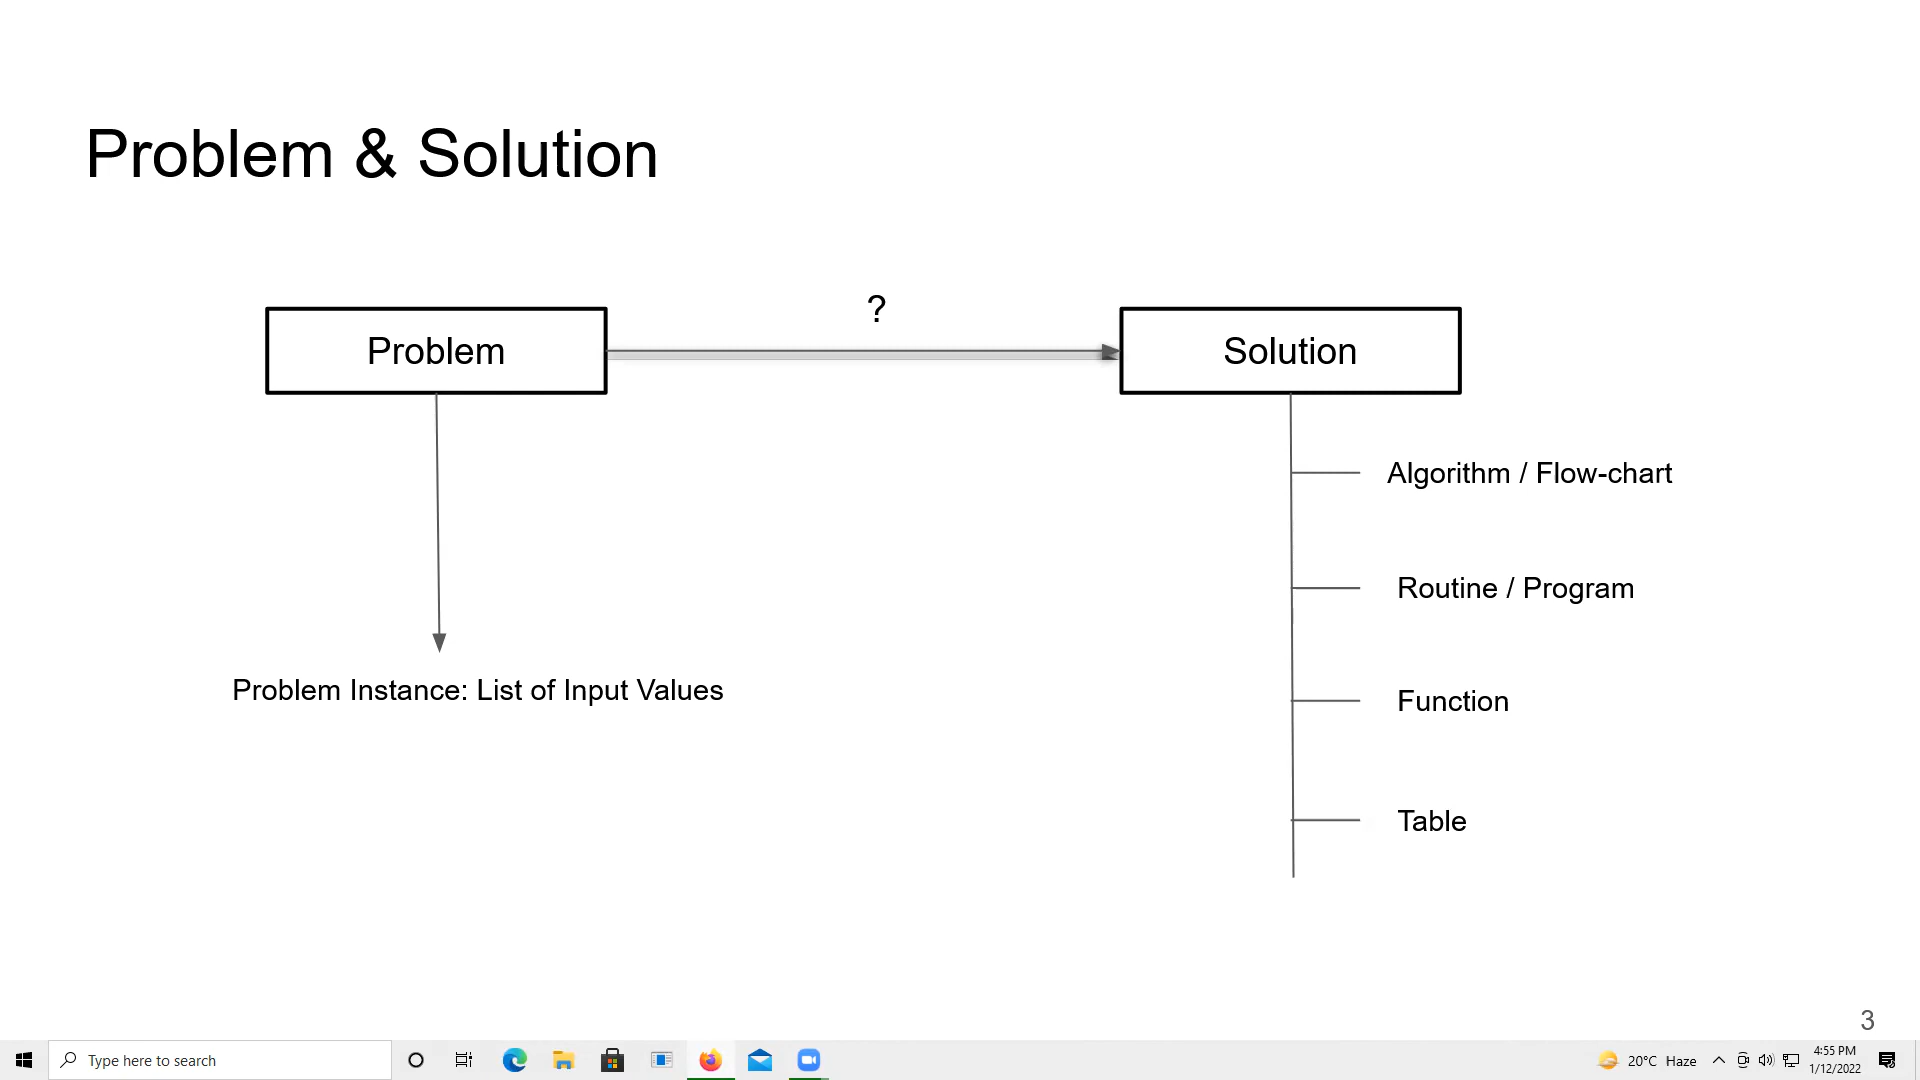 Problem & Solution
?
Problem
Solution
Algorithm / Flow-chart
Routine / Program
Problem Instance: List of Input Values
Function
Table
3
Type here to search
20°C Haze
4:55 PM
1/12/2022